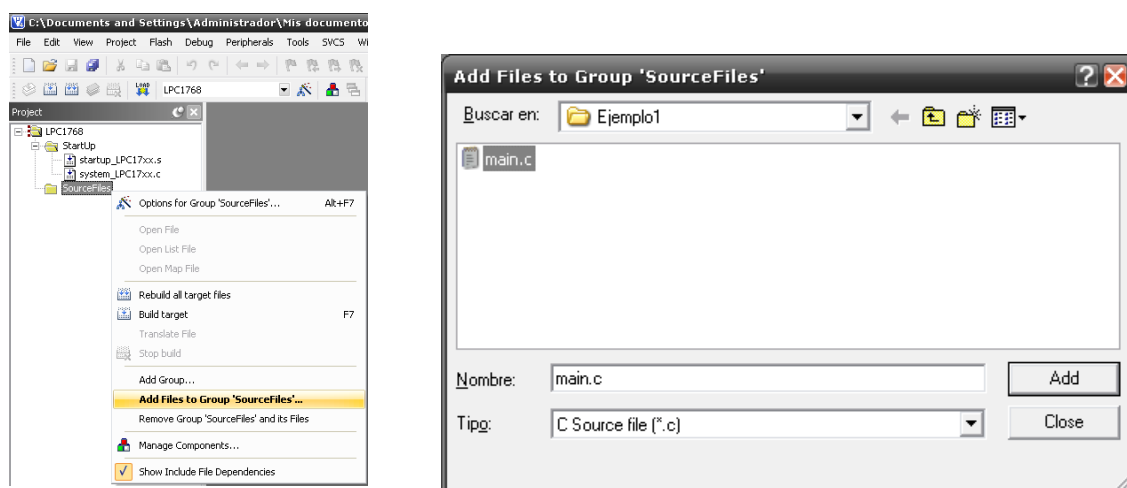 C:\Documents and Settings\Administrador\Mis documento
File Edit View Project Flash Debug Peripherals Tools SVCS Wi
LOAD LPC1768
Project
LPC1768
StartUp
startup_LPC17xx.s
system_LPC17xx.c
SourceFiles
Options for Group 'SourceFiles'... Alt+F7
Open File
Open List File
Open Map File
Rebuild all target files
Build target F7
Translate File
Stop build
Add Group...
Add Files to Group 'SourceFiles'...
Remove Group 'SourceFiles' and its Files
Manage Components...
Show Include File Dependencies
Add Files to Group 'SourceFiles'
Buscar en: Ejemplo1
main.c
Nombre: main.c Add
Tipo: C Source file (*.c) Close